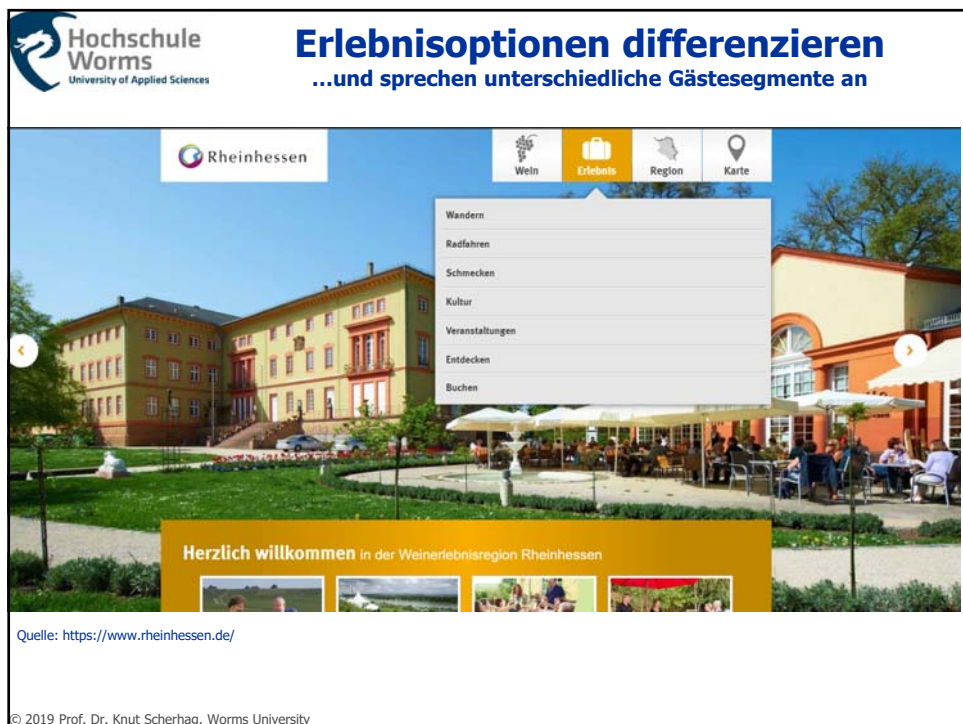 Hochschule
Worms
University of Applied Sciences
Erlebnisoptionen differenzieren
...und sprechen unterschiedliche Gästesegmente an
Rheinhessen
Wein
Erlebnis
Region
Karte
Wandern
Radfahren
Schmecken
Kultur
Veranstaltungen
Entdecken
Buchen
Herzlich willkommen in der Weinerlebnisregion Rheinhessen
Quelle: https://www.rheinhessen.de/
© 2019 Prof. Dr. Knut Scherhag, Worms University